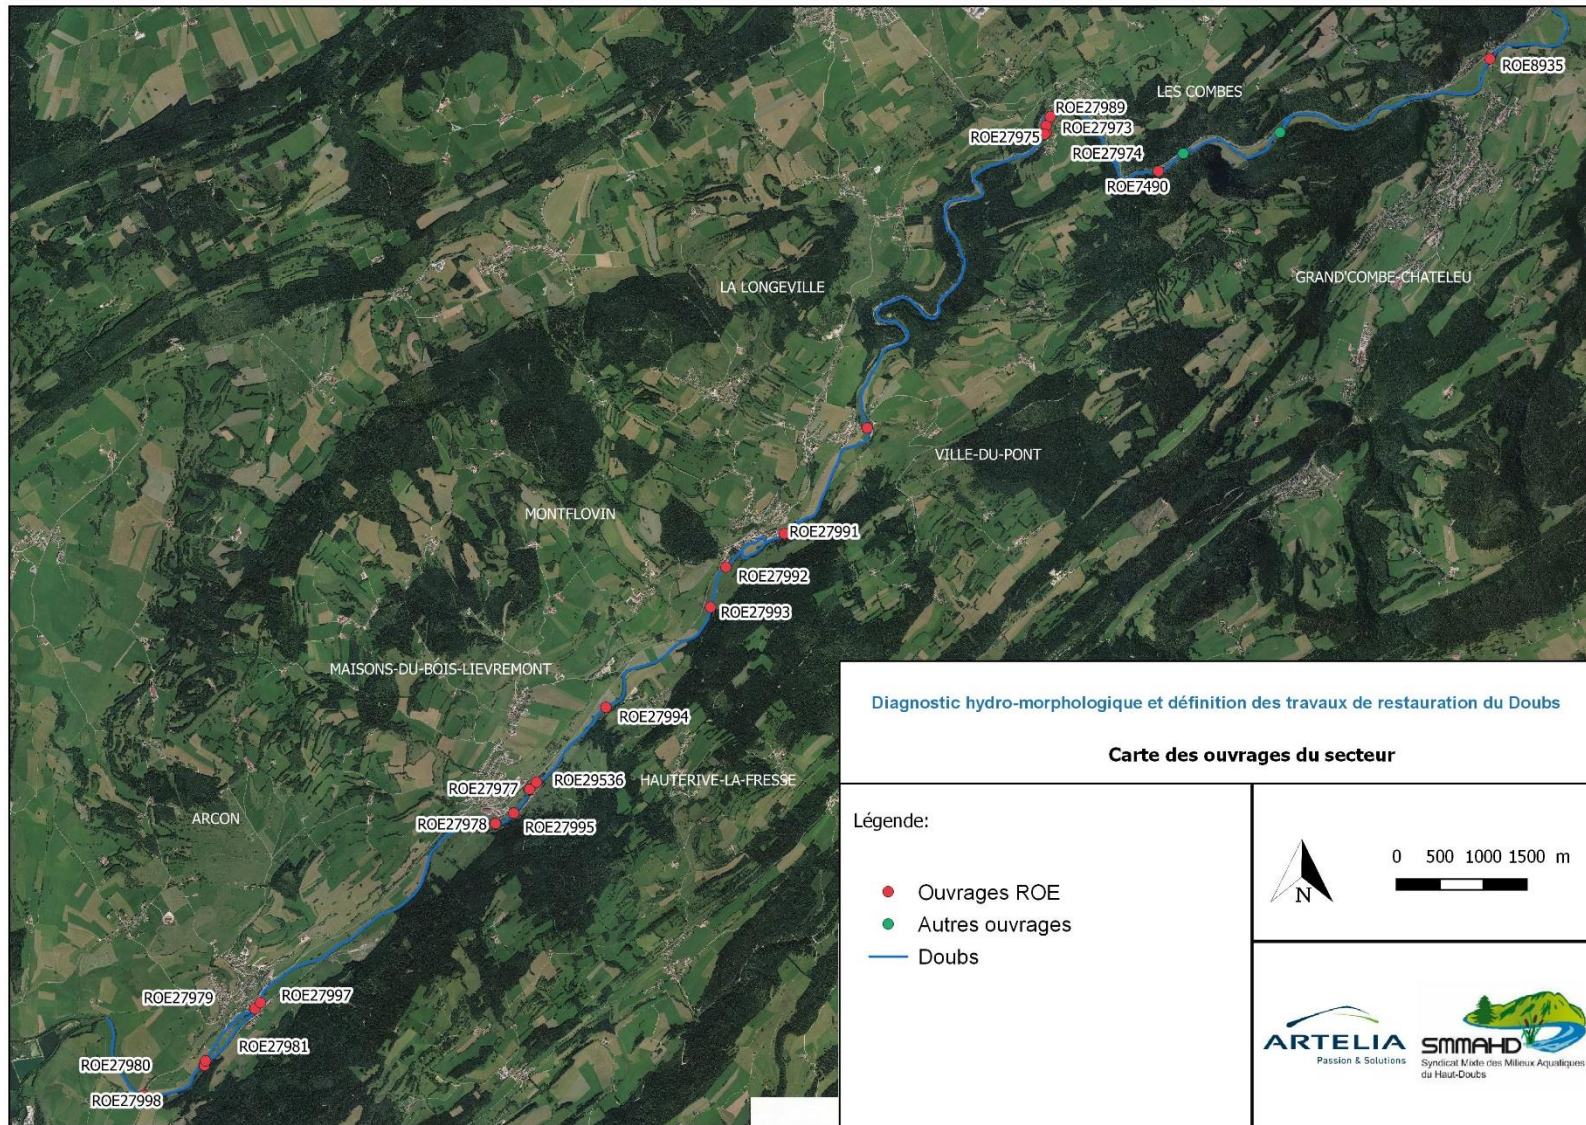 ROE8935
LES COMBES
ROE27989
ROE27973
ROE27975
ROE27974
ROE7490
GRAND'COMBE-CHATELEU
LA LONGEVILLE
VILLE-DU-PONT
MONTFLOVIN
ROE27991
ROE27992
ROE27993
MAISONS-DU-BOIS-LIEVREMONT
ROE27994
ROE29536
HAUTERIVE-LA-FRESSE
ROE27977
ROE27978
ROE27995
ARCON
ROE27979
ROE27997
ROE27981
ROE27980
ROE27998
Diagnostic hydro-morphologique et définition des travaux de restauration du Doubs
Carte des ouvrages du secteur
Légende:
Ouvrages ROE
Autres ouvrages
Doubs
N
0 500 1000 1500 m
ARTELIA
Passion & Solutions
SMMAHD
Syndicat Mixte des Milieux Aquatiques
du Haut-Doubs